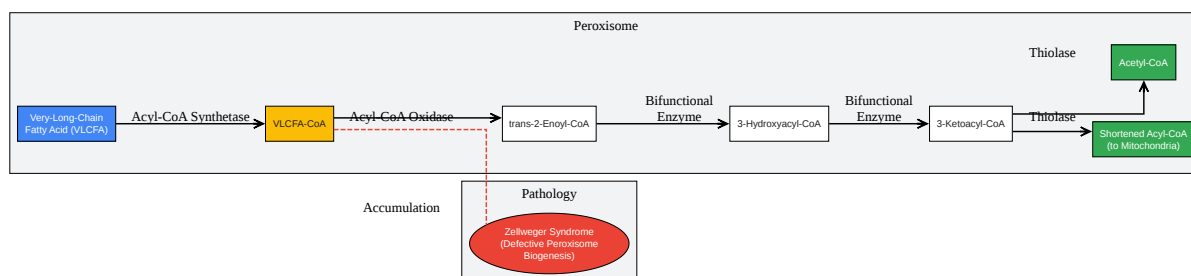 Peroxisome
Thiolase
Acetyl-CoA
Very-Long-Chain
Fatty Acid (VLCFA)
Acyl-CoA Synthetase
VLCFA-CoA
Acyl-CoA Oxidase
trans-2-Enoyl-CoA
Bifunctional
Enzyme
3-Hydroxyacyl-CoA
Bifunctional
Enzyme
3-Ketoacyl-CoA
Thiolase
Shortened Acyl-CoA
(to Mitochondria)
Pathology
Accumulation
Zellweger Syndrome
(Defective Peroxisome
Biogenesis)